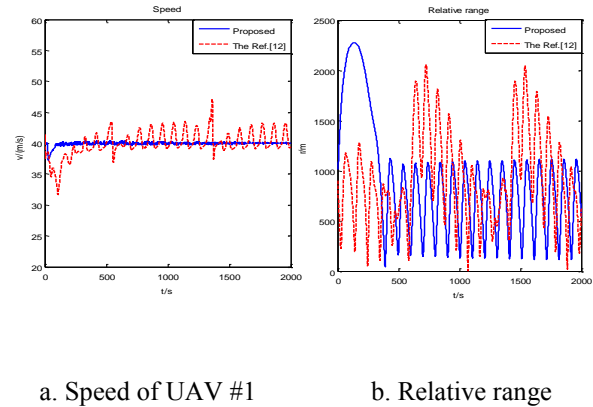 Speed
60
55
50
45
40
35
30
25
20
v/(m/s)
0
500
1000
1500
2000
t/s
Proposed
The Ref.[12]
Relative range
2500
2000
1500
1000
500
0
r/m
0
500
1000
1500
2000
t/s
Proposed
The Ref.[12]
a. Speed of UAV #1
b. Relative range